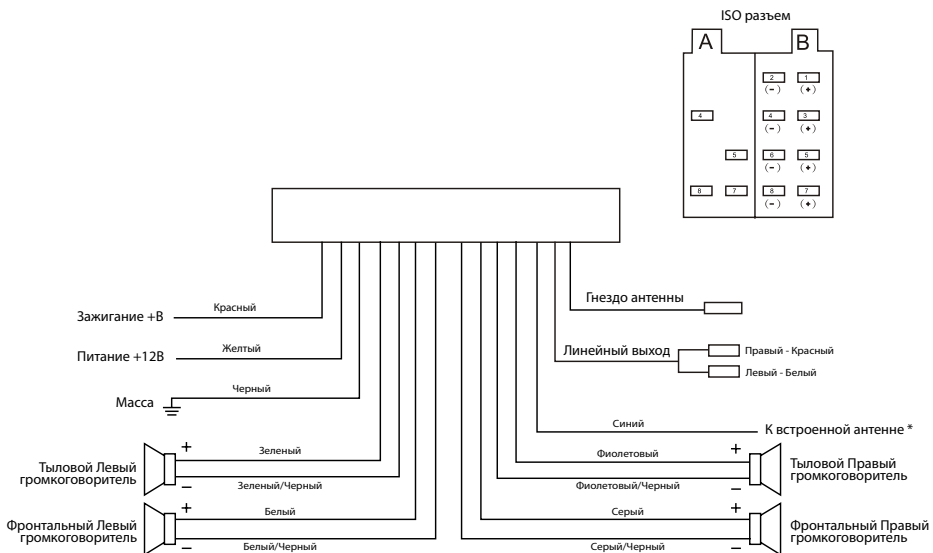 ISO разъем
A B
2 1
(-) (+)
4 4 3
(-) (+)
5 6 5
(-) (+)
8 7 8 7
(-) (+)
Гнездо антенны
Красный
Зажигание +В
Линейный выход
Правый - Красный
Левый - Белый
Желтый
Питание +12В
Черный
Масса
Синий
К встроенной антенне *
Зеленый
+
Тыловой Левый
громкоговоритель
Зеленый/Черный
−
Фиолетовый
+
Тыловой Правый
громкоговоритель
Фиолетовый/Черный
−
Белый
+
Фронтальный Левый
громкоговоритель
Белый/Черный
−
Серый
+
Фронтальный Правый
громкоговоритель
Серый/Черный
−